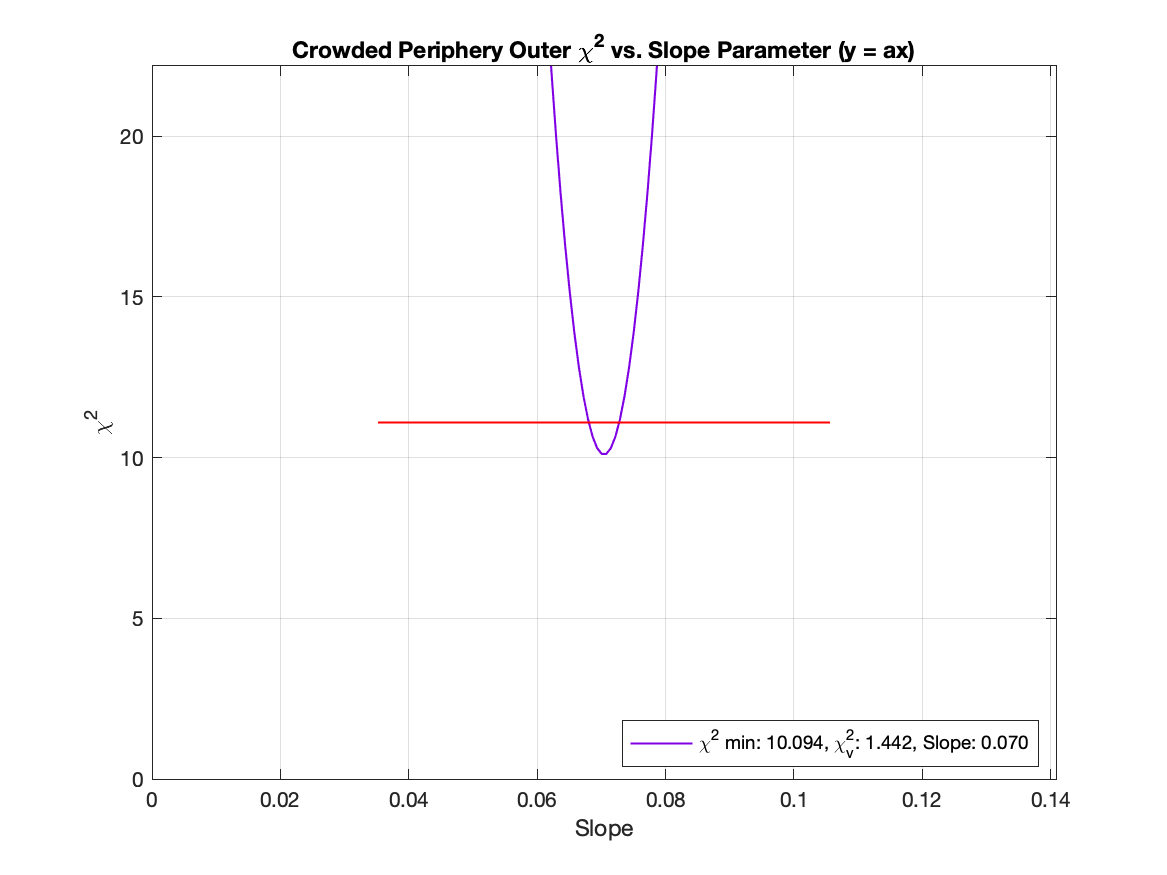 Crowded Periphery Outer χ² vs. Slope Parameter (y = ax)
20
15
10
5
0
χ²
0 0.02 0.04 0.06 0.08 0.1 0.12 0.14
Slope
χ² min: 10.094, χ²ᵥ: 1.442, Slope: 0.070